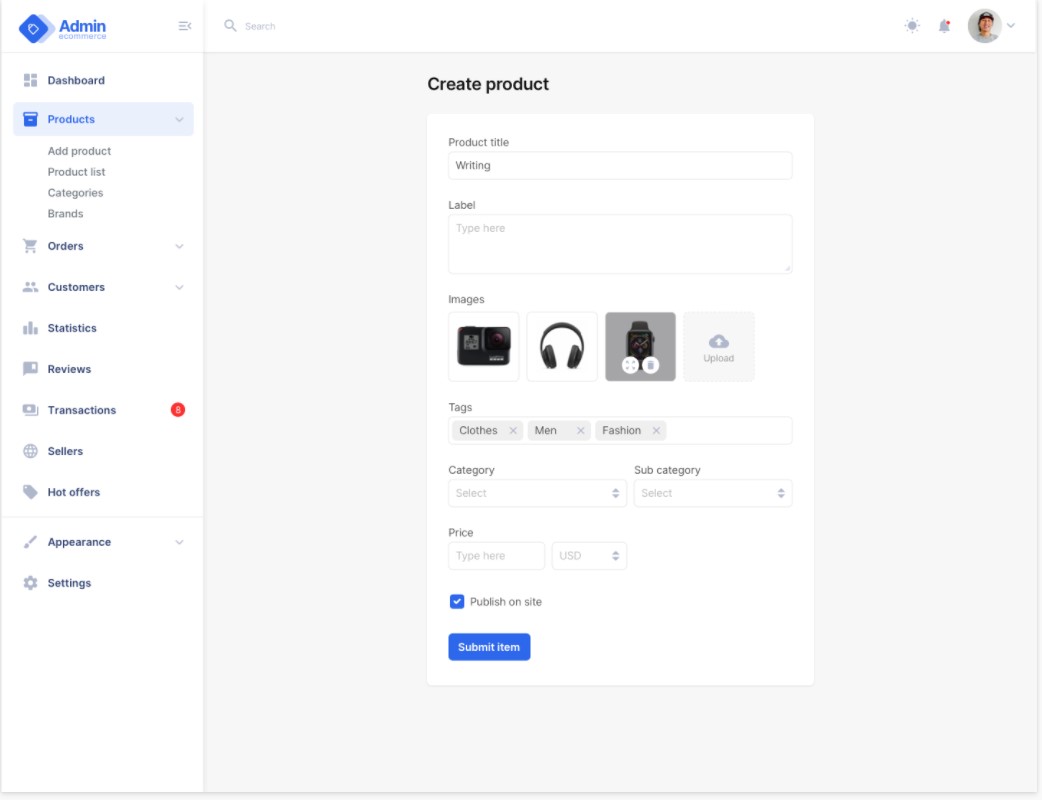 Admin
ecommerce
Search
Dashboard
Products
Add product
Product list
Categories
Brands
Orders
Customers
Statistics
Reviews
Transactions 8
Sellers
Hot offers
Appearance
Settings
Create product
Product title
Writing
Label
Type here
Images
Upload
Tags
Clothes Men Fashion
Category Sub category
Select Select
Price
Type here USD
Publish on site
Submit item